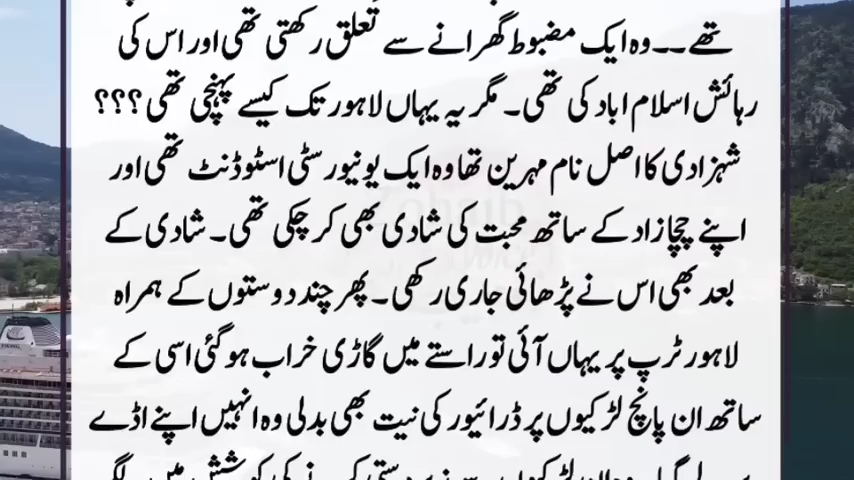 تھے۔۔وہ ایک مضبوط گھرانے سے تعلق رکھتی تھی اور اس کی
رہائش اسلام اباد کی تھی۔ مگر یہ یہاں لاہور تک کیسے پہنچی تھی؟؟؟
شہزادی کا اصل نام مہرین تھا وہ ایک یونیورسٹی اسٹوڈنٹ تھی اور
اپنے چچازاد کے ساتھ محبت کی شادی بھی کر چکی تھی۔ شادی کے
بعد بھی اس نے پڑھائی جاری رکھی۔ پھر چند دوستوں کے ہمراہ
لاہور ٹرپ پر یہاں آئی تو راستے میں گاڑی خراب ہو گئی اسی کے
ساتھ ان پانچ لڑکیوں پر ڈرائیور کی نیت بھی بدلی وہ انہیں اپنے اڈے